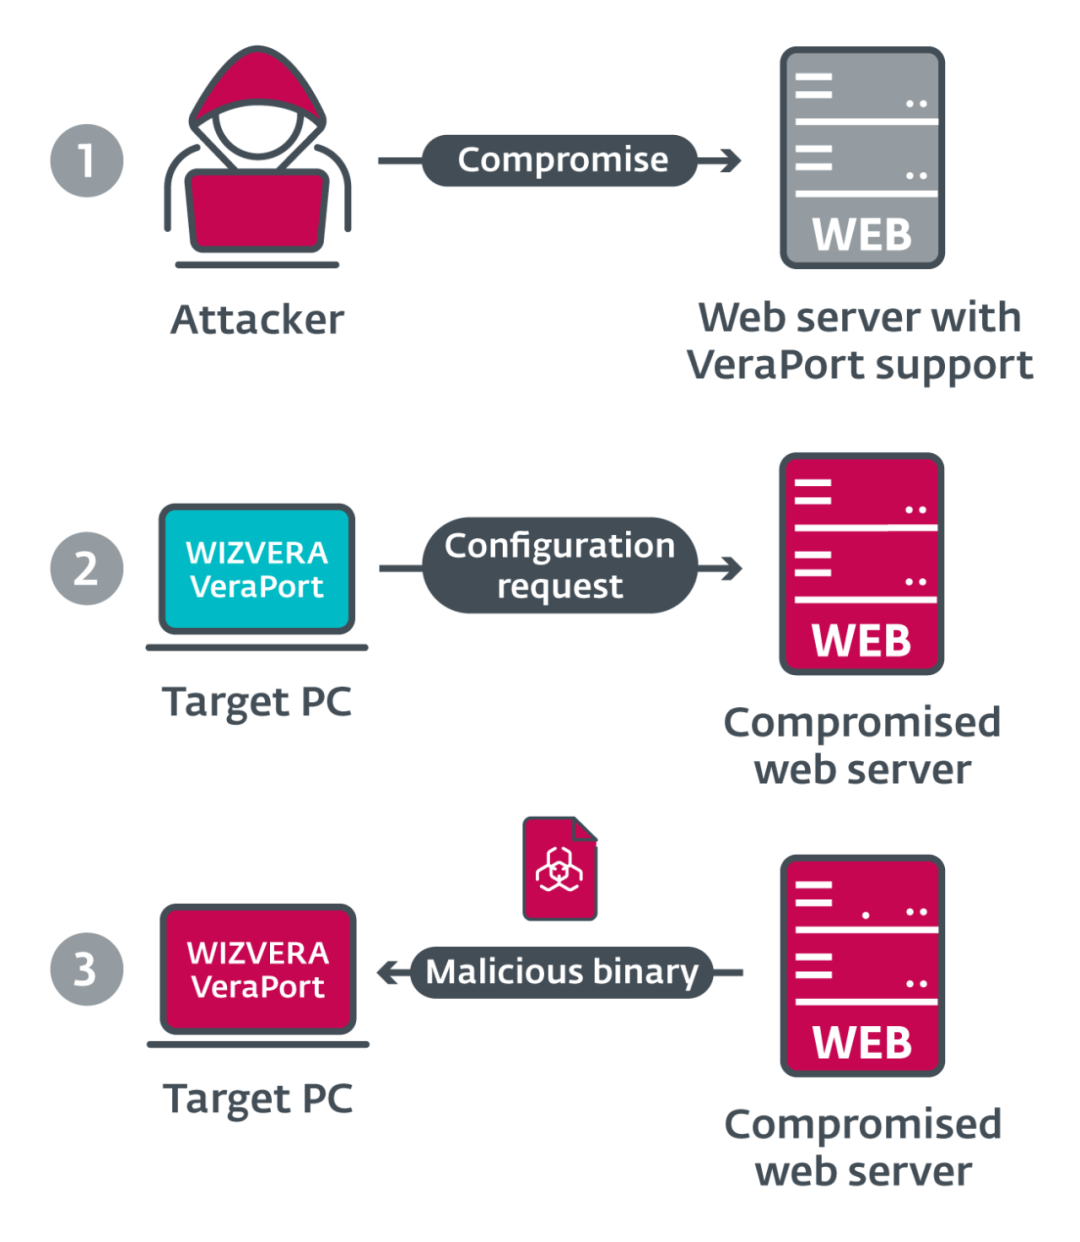 1
Compromise
WEB
Attacker
Web server with
VeraPort support
2
WIZVERA
VeraPort
Configuration
request
WEB
Target PC
Compromised
web server
3
WIZVERA
VeraPort
Malicious binary
WEB
Target PC
Compromised
web server